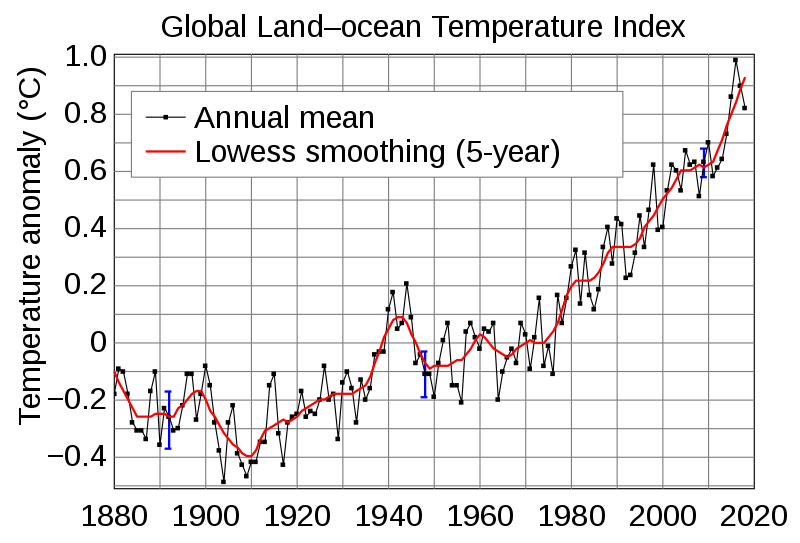 Global Land–ocean Temperature Index
Temperature anomaly (°C)
1.0
0.8
0.6
0.4
0.2
0
−0.2
−0.4
Annual mean
Lowess smoothing (5-year)
1880 1900 1920 1940 1960 1980 2000 2020